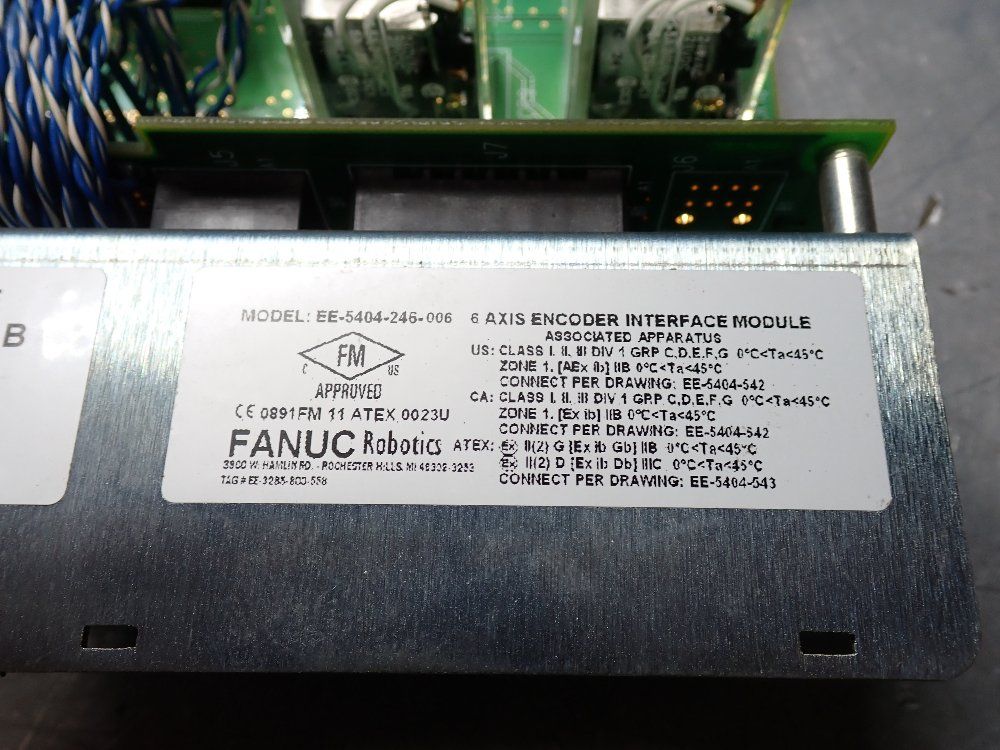 J5
A1
J7
J6
A1
A1
B
MODEL: EE-5404-246-006 6 AXIS ENCODER INTERFACE MODULE
ASSOCIATED APPARATUS
US: CLASS I, II, III DIV 1 GRP C,D,E,F,G 0°C<Ta<45°C
ZONE 1, [AEx ib] IIB 0°C<Ta<45°C
CONNECT PER DRAWING: EE-5404-542
CA: CLASS I, II, III DIV 1 GRP C,D,E,F,G 0°C<Ta<45°C
ZONE 1, [Ex ib] IIB 0°C<Ta<45°C
CONNECT PER DRAWING: EE-5404-542
ATEX: Ex II(2) G [Ex ib Gb] IIB 0°C<Ta<45°C
Ex II(2) D [Ex ib Db] IIIC 0°C<Ta<45°C
CONNECT PER DRAWING: EE-5404-543
FM
C US
APPROVED
CE 0891FM 11 ATEX 0023U
FANUC Robotics
3900 W. HAMLIN RD. - ROCHESTER HILLS, MI 48309-3253
TAG # EE-3285-800-558